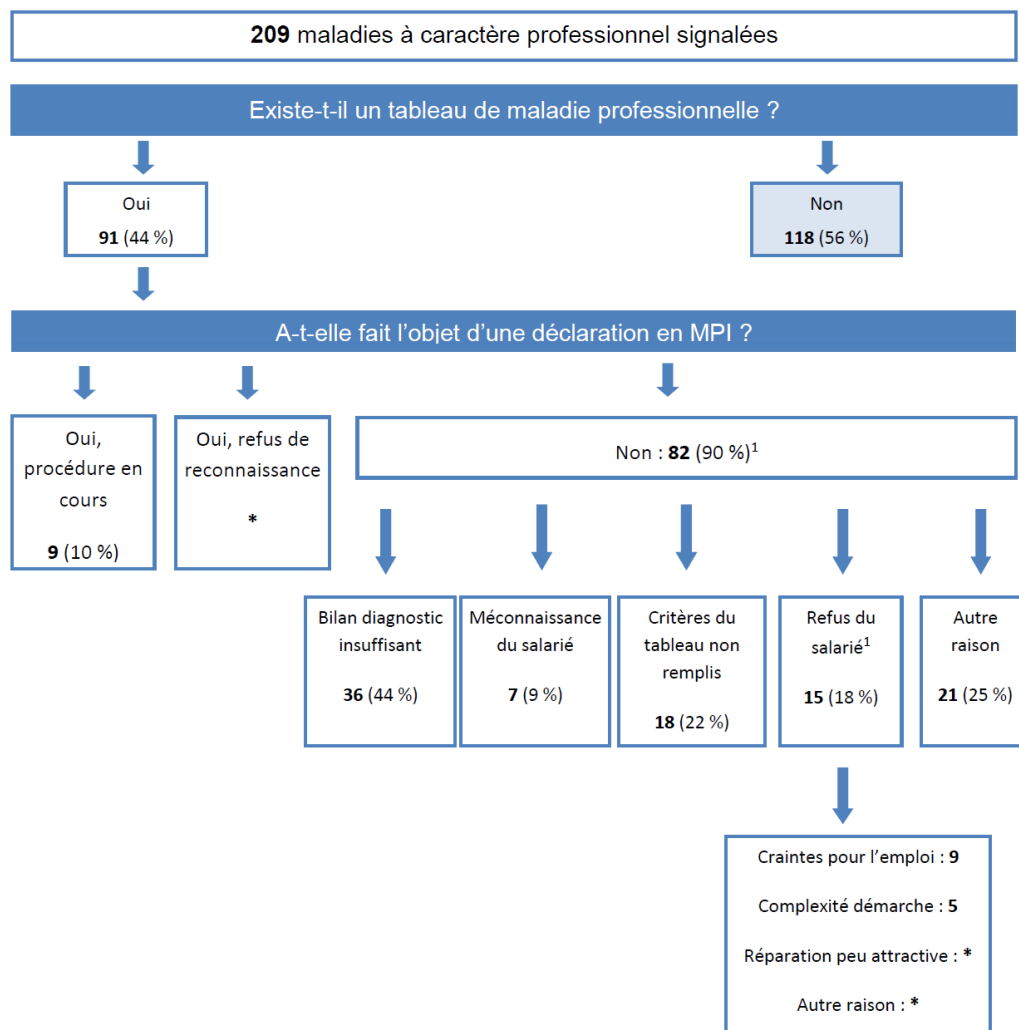 209 maladies à caractère professionnel signalées
Existe-t-il un tableau de maladie professionnelle ?
Oui
91 (44 %)
Non
118 (56 %)
A-t-elle fait l'objet d'une déclaration en MPI ?
Oui,
procédure en
cours
9 (10 %)
Oui, refus de
reconnaissance
*
Non : 82 (90 %)¹
Bilan diagnostic
insuffisant
36 (44 %)
Méconnaissance
du salarié
7 (9 %)
Critères du
tableau non
remplis
18 (22 %)
Refus du
salarié¹
15 (18 %)
Autre
raison
21 (25 %)
Craintes pour l'emploi : 9
Complexité démarche : 5
Réparation peu attractive : *
Autre raison : *